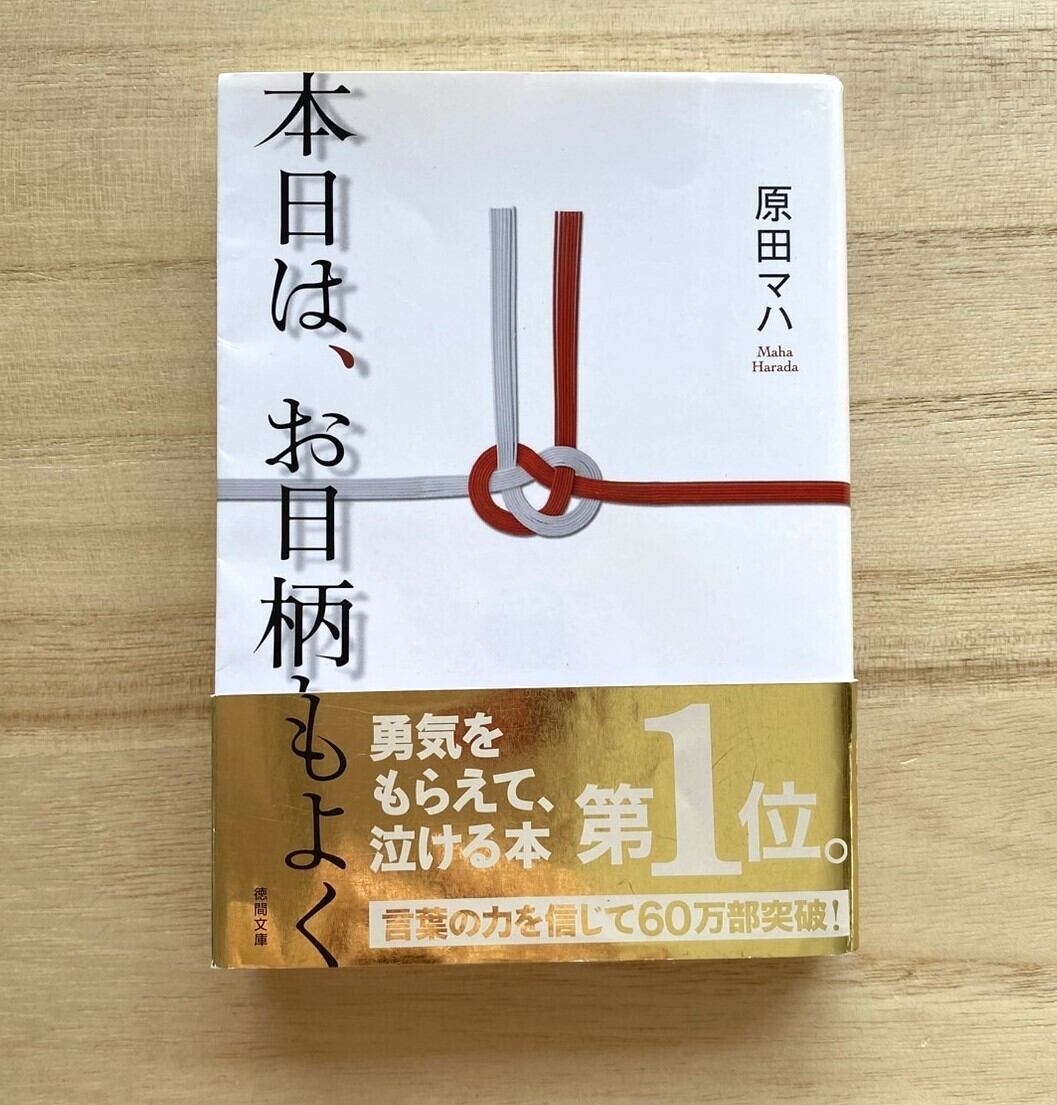 本日は、お日柄もよく
原田マハ
Maha
Harada
勇気を
もらえて、
泣ける本
第1位。
言葉の力を信じて60万部突破!
徳間文庫